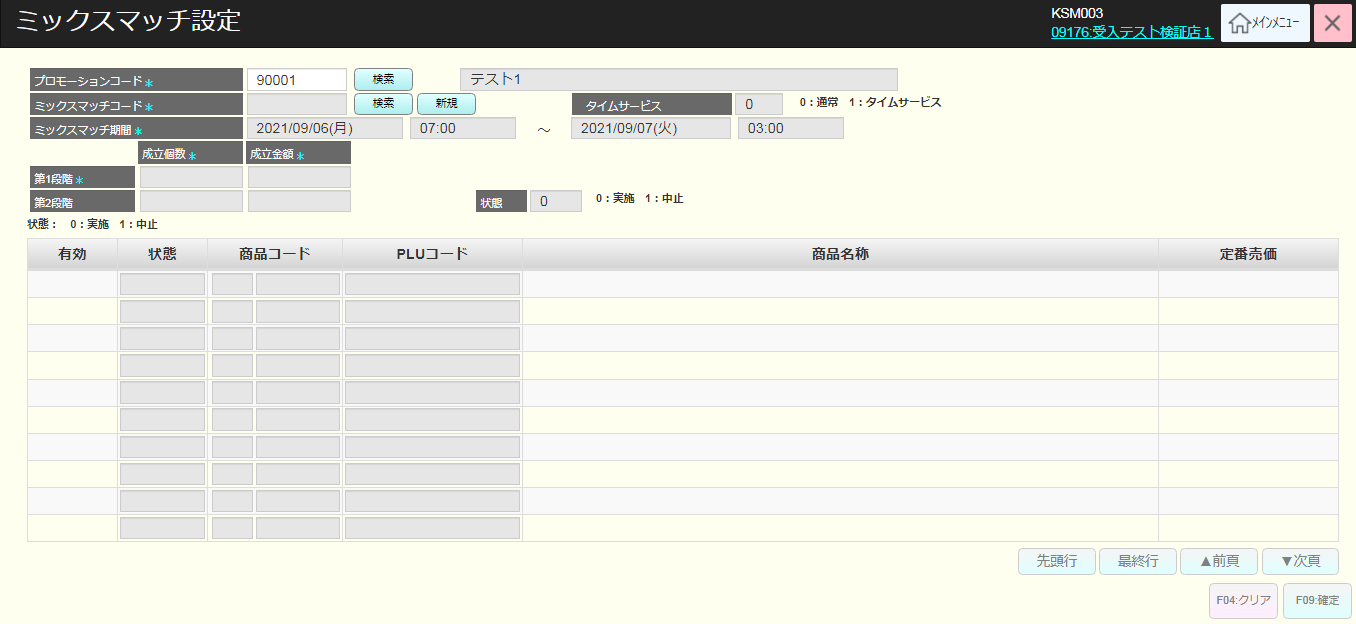 ミックスマッチ設定
KSM003
09176:受入テスト検証店1
メインメニュー
プロモーションコード* 90001 検索 テスト1
ミックスマッチコード* 検索 新規 タイムサービス 0 0:通常 1:タイムサービス
ミックスマッチ期間* 2021/09/06(月) 07:00 ～ 2021/09/07(火) 03:00
成立個数* 成立金額*
第1段階*
第2段階 状態 0 0:実施 1:中止
状態: 0:実施 1:中止
有効 状態 商品コード PLUコード 商品名称 定番売価
先頭行 最終行 ▲前頁 ▼次頁
F04:クリア F09:確定